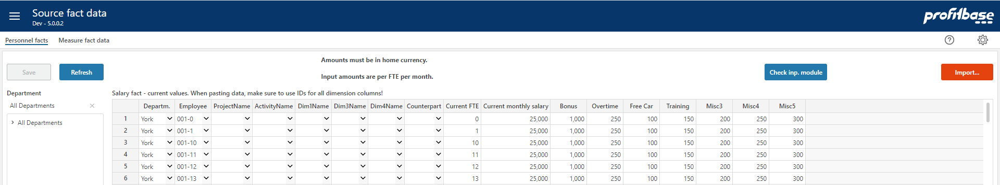 Source fact data
Dev - 5.0.0.2
profitbase
Personnel facts Measure fact data
Amounts must be in home currency.
Save Refresh Check inp. module Import...
Input amounts are per FTE per month.
Department
Salary fact - current values. When pasting data, make sure to use IDs for all dimension columns!
All Departments
Departm. Employee ProjectName ActivityName Dim1Name Dim3Name Dim4Name Counterpart Current FTE Current monthly salary Bonus Overtime Free Car Training Misc3 Misc4 Misc5
All Departments
1 York 001-0 0 25,000 1,000 250 100 150 200 250 300
2 York 001-1 1 25,000 1,000 250 100 150 200 250 300
3 York 001-10 10 25,000 1,000 250 100 150 200 250 300
4 York 001-11 11 25,000 1,000 250 100 150 200 250 300
5 York 001-12 12 25,000 1,000 250 100 150 200 250 300
6 York 001-13 13 25,000 1,000 250 100 150 200 250 300